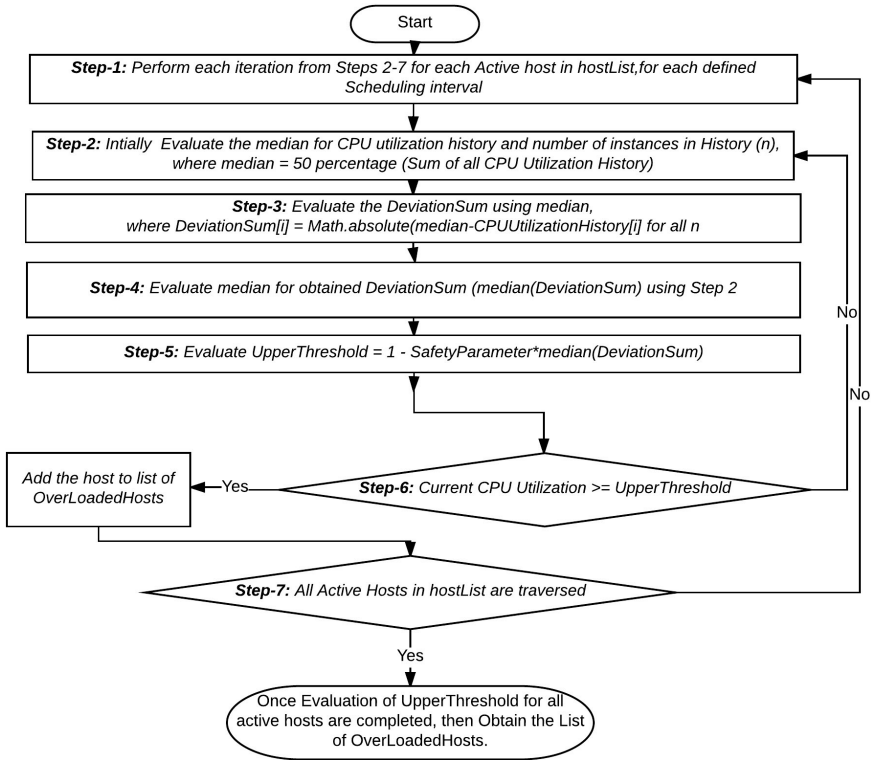 Start
Step-1: Perform each iteration from Steps 2-7 for each Active host in hostList,for each defined
Scheduling interval
Step-2: Intially Evaluate the median for CPU utilization history and number of instances in History (n),
where median = 50 percentage (Sum of all CPU Utilization History)
Step-3: Evaluate the DeviationSum using median,
where DeviationSum[i] = Math.absolute(median-CPUUtilizationHistory[i] for all n
Step-4: Evaluate median for obtained DeviationSum (median(DeviationSum) using Step 2
No
Step-5: Evaluate UpperThreshold = 1 - SafetyParameter*median(DeviationSum)
No
Add the host to list of
OverLoadedHosts
Yes
Step-6: Current CPU Utilization >= UpperThreshold
Step-7: All Active Hosts in hostList are traversed
Yes
Once Evaluation of UpperThreshold for all
active hosts are completed, then Obtain the List
of OverLoadedHosts.